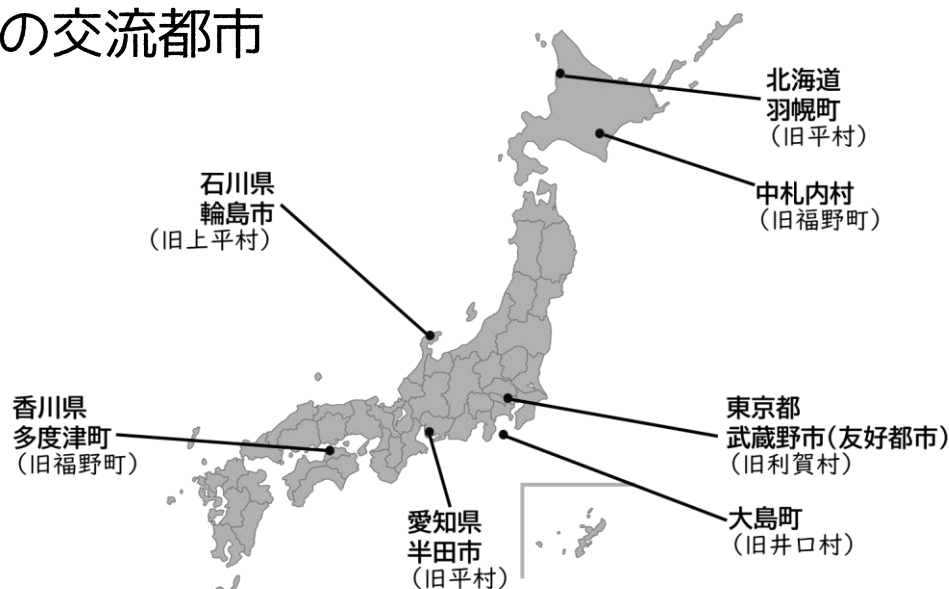 の交流都市
北海道
羽幌町
(旧平村)
中札内村
(旧福野町)
石川県
輪島市
(旧上平村)
香川県
多度津町
(旧福野町)
東京都
武蔵野市(友好都市)
(旧利賀村)
大島町
(旧井口村)
愛知県
半田市
(旧平村)